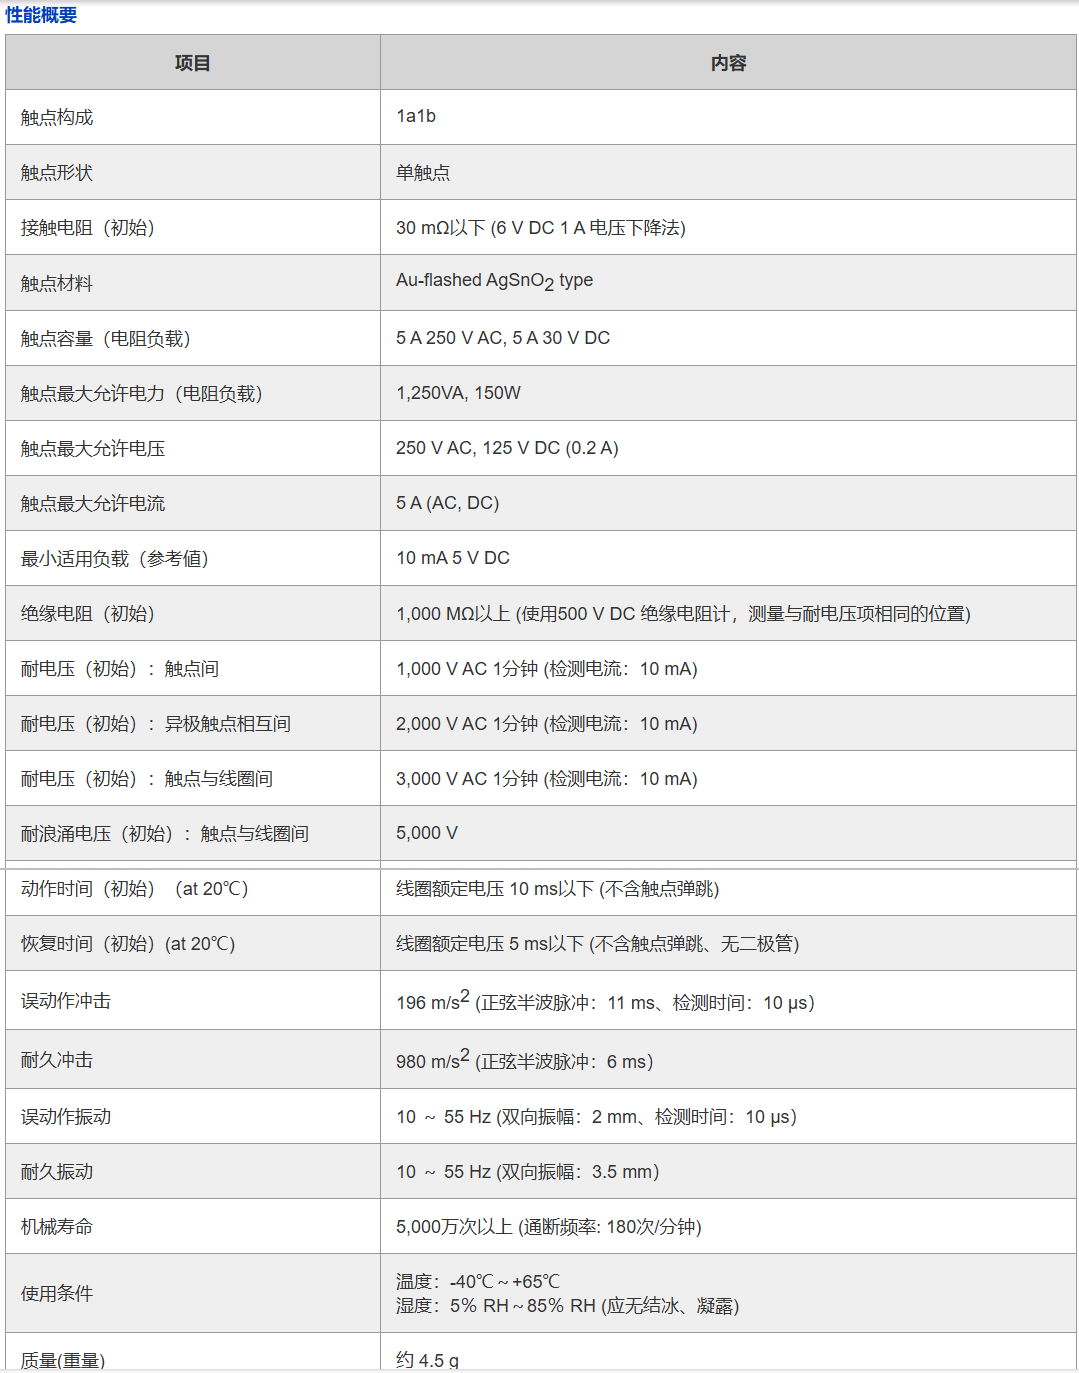 性能概要
项目 内容
触点构成 1a1b
触点形状 单触点
接触电阻（初始） 30 mΩ以下 (6 V DC 1 A 电压下降法)
触点材料 Au-flashed AgSnO2 type
触点容量（电阻负载） 5 A 250 V AC, 5 A 30 V DC
触点最大允许电力（电阻负载） 1,250VA, 150W
触点最大允许电压 250 V AC, 125 V DC (0.2 A)
触点最大允许电流 5 A (AC, DC)
最小适用负载（参考値） 10 mA 5 V DC
绝缘电阻（初始） 1,000 MΩ以上 (使用500 V DC 绝缘电阻计，测量与耐电压项相同的位置)
耐电压（初始）：触点间 1,000 V AC 1分钟 (检测电流：10 mA)
耐电压（初始）：异极触点相互间 2,000 V AC 1分钟 (检测电流：10 mA)
耐电压（初始）：触点与线圈间 3,000 V AC 1分钟 (检测电流：10 mA)
耐浪涌电压（初始）：触点与线圈间 5,000 V
动作时间（初始）（at 20℃） 线圈额定电压 10 ms以下 (不含触点弹跳)
恢复时间（初始）(at 20℃) 线圈额定电压 5 ms以下 (不含触点弹跳、无二极管)
误动作冲击 196 m/s2 (正弦半波脉冲：11 ms、检测时间：10 μs）
耐久冲击 980 m/s2 (正弦半波脉冲：6 ms）
误动作振动 10 ～ 55 Hz (双向振幅：2 mm、检测时间：10 μs）
耐久振动 10 ～ 55 Hz (双向振幅：3.5 mm）
机械寿命 5,000万次以上 (通断频率: 180次/分钟)
使用条件 温度：-40℃～+65℃
湿度：5% RH～85% RH (应无结冰、凝露)
质量(重量) 约 4.5 g